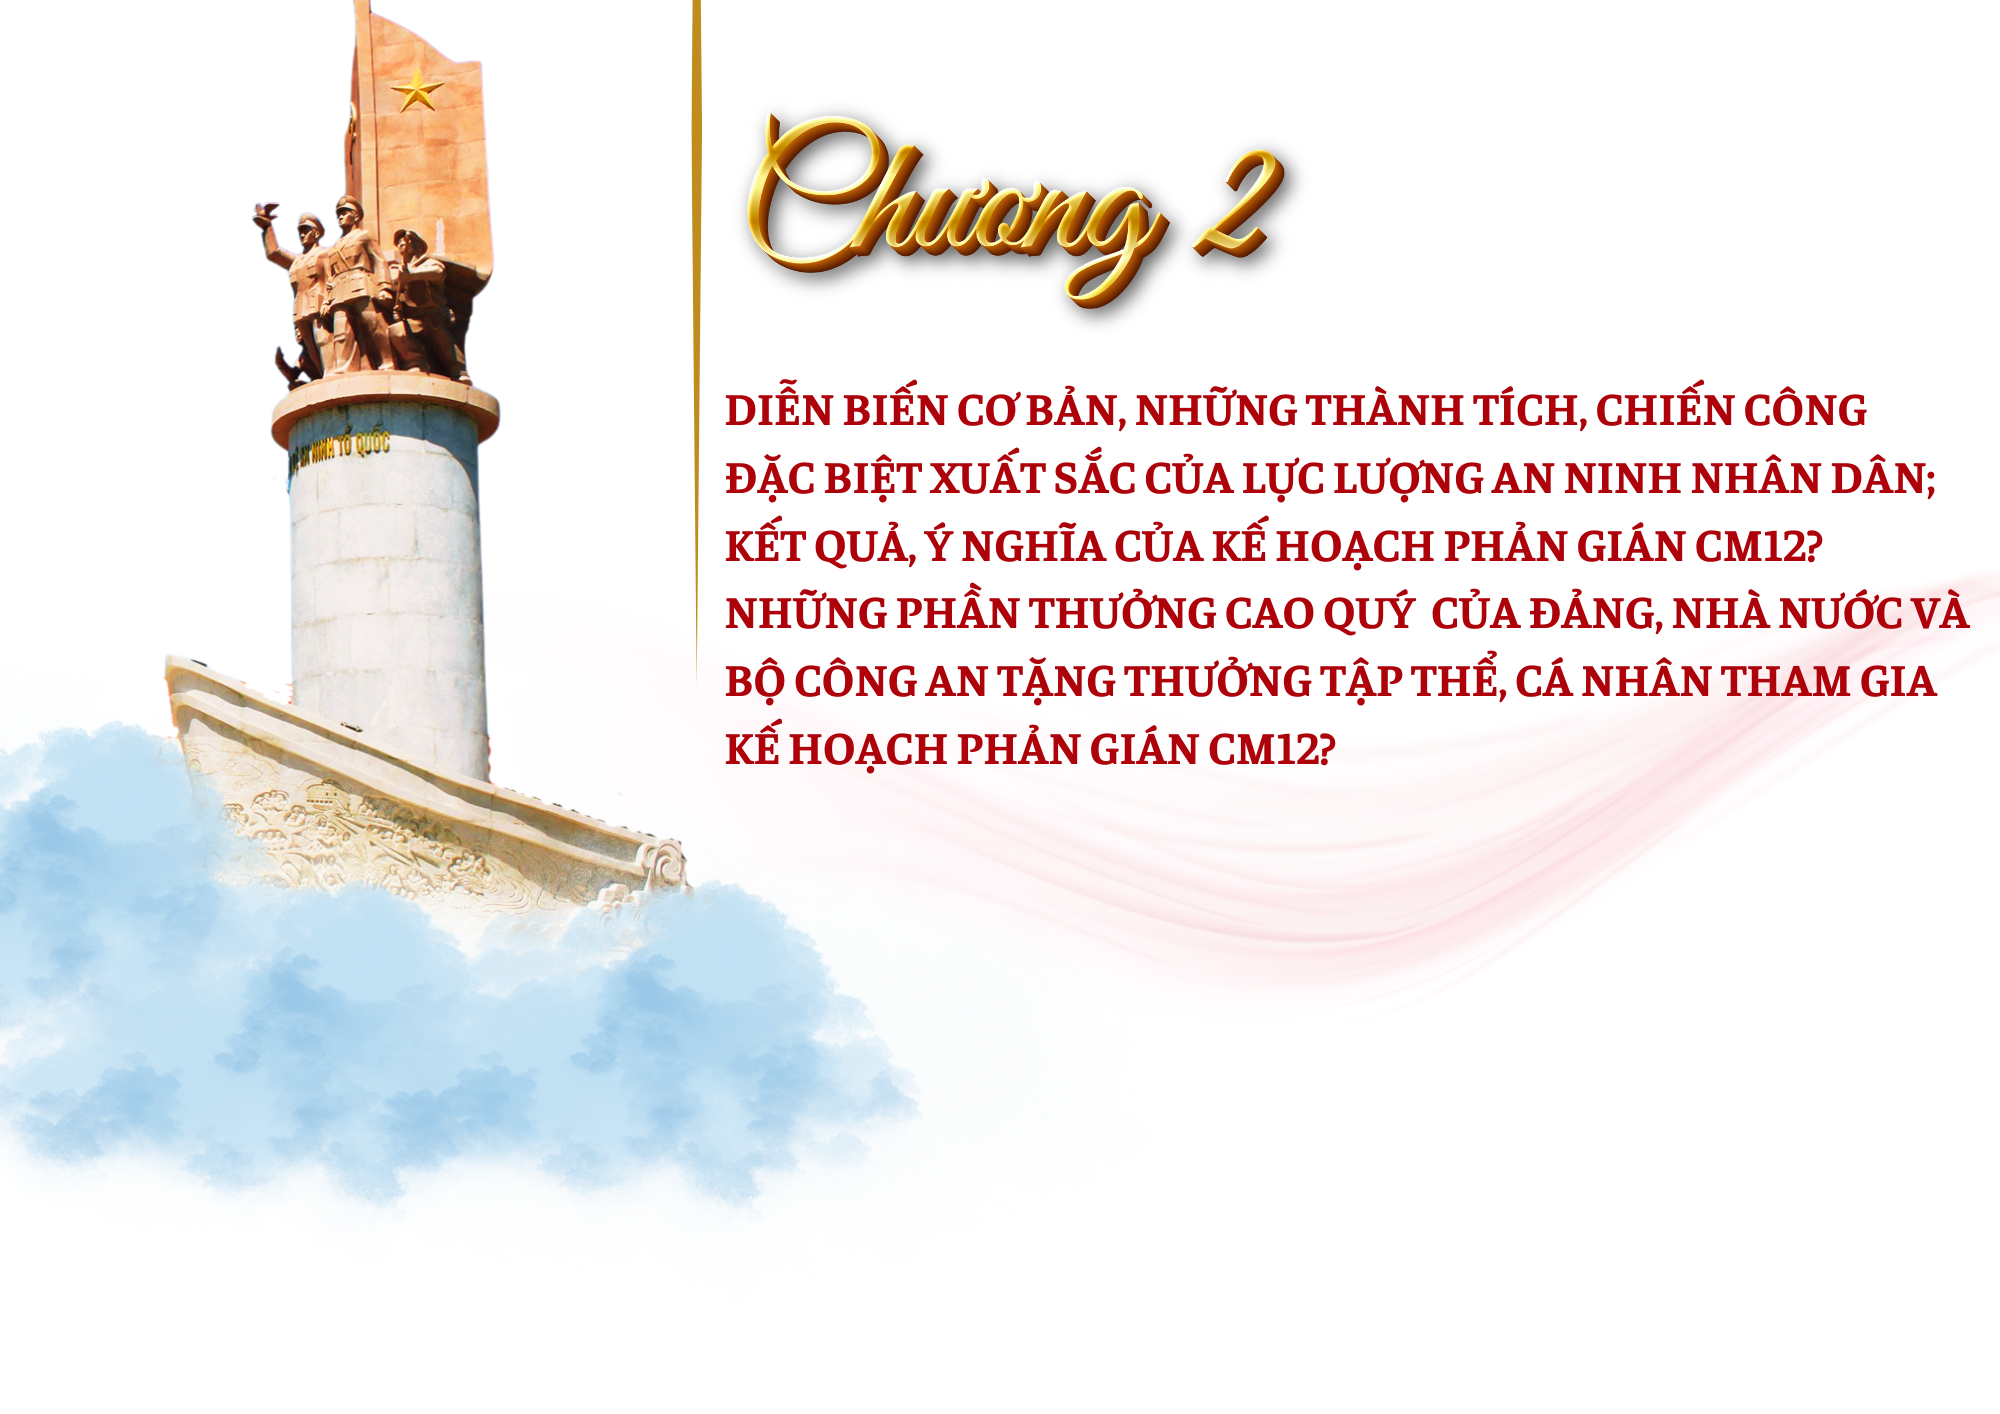 Chương 2
DIỄN BIẾN CƠ BẢN, NHỮNG THÀNH TÍCH, CHIẾN CÔNG
ĐẶC BIỆT XUẤT SẮC CỦA LỰC LƯỢNG AN NINH NHÂN DÂN;
KẾT QUẢ, Ý NGHĨA CỦA KẾ HOẠCH PHẢN GIÁN CM12?
NHỮNG PHẦN THƯỞNG CAO QUÝ CỦA ĐẢNG, NHÀ NƯỚC VÀ
BỘ CÔNG AN TẶNG THƯỞNG TẬP THỂ, CÁ NHÂN THAM GIA
KẾ HOẠCH PHẢN GIÁN CM12?
NINH TỔ QUỐC